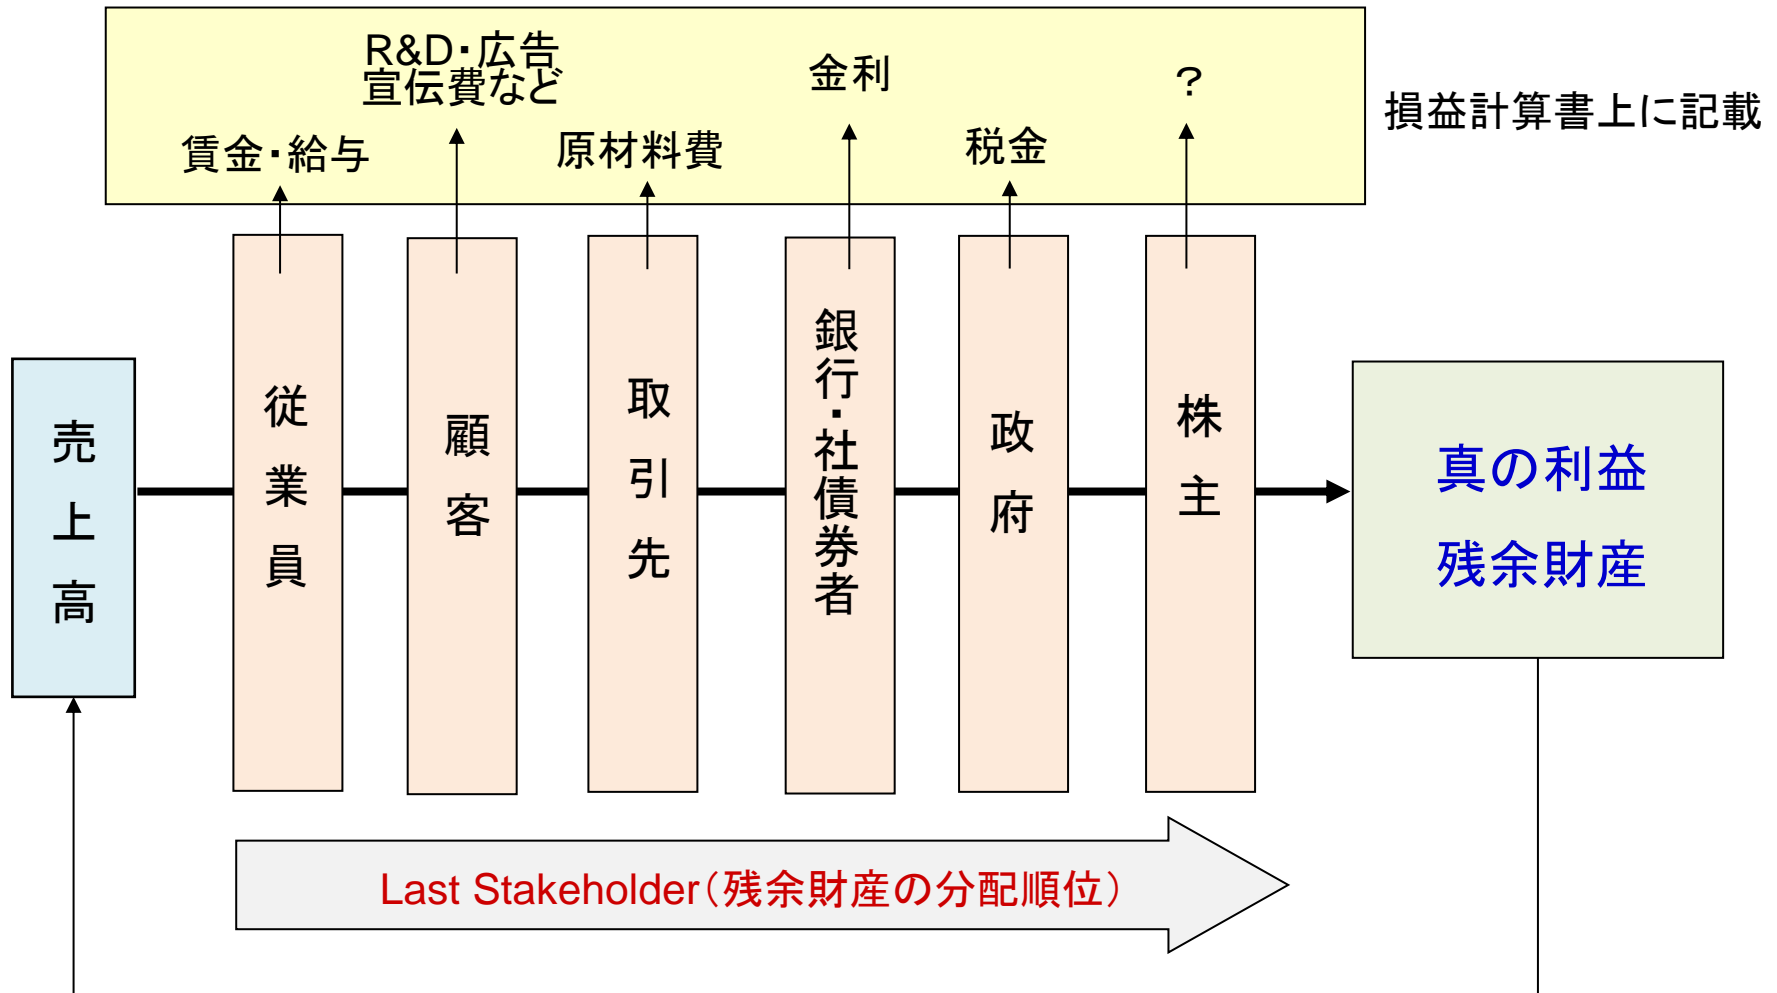 R&D・広告
宣伝費など
金利
？
損益計算書上に記載
賃金・給与
原材料費
税金
売上高
従業員
顧客
取引先
銀行・社債券者
政府
株主
真の利益
残余財産
Last Stakeholder（残余財産の分配順位）